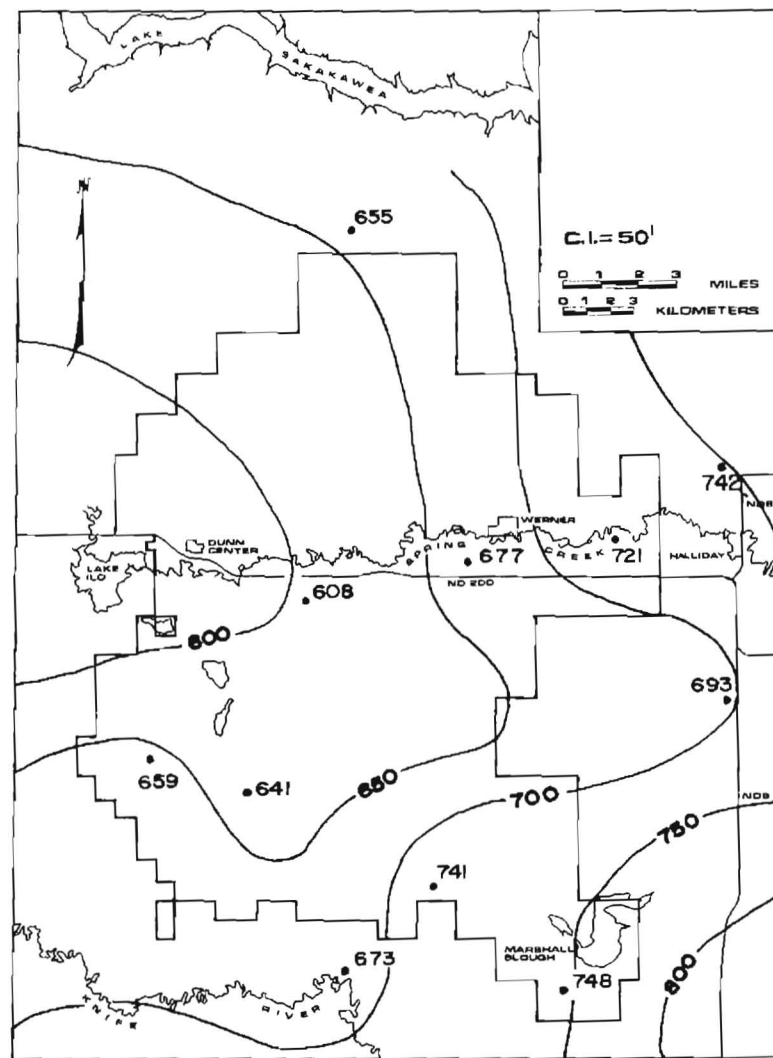 LAKE
SAKAKAWEA
N
655
C.I.= 50'
0 1 2 3
MILES
0 1 2 3
KILOMETERS
742
ND8
WERNER
DUNN
CENTER
SPRING
CREEK
721
HALLIDAY
LAKE
ILO
677
ND 200
608
600
693
659
641
650
700
ND8
750
741
MARSHALL
SLOUGH
673
748
800
KNIFE
RIVER